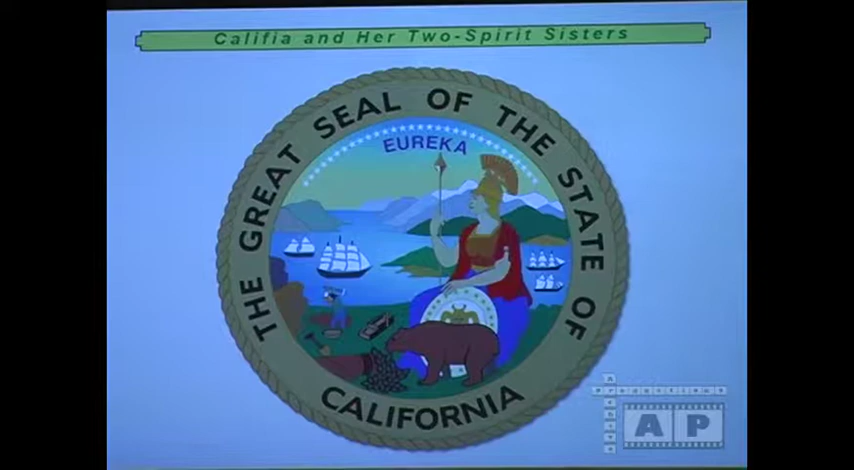 Califia and Her Two-Spirit Sisters
THE GREAT SEAL OF THE STATE OF
EUREKA
CALIFORNIA
AP